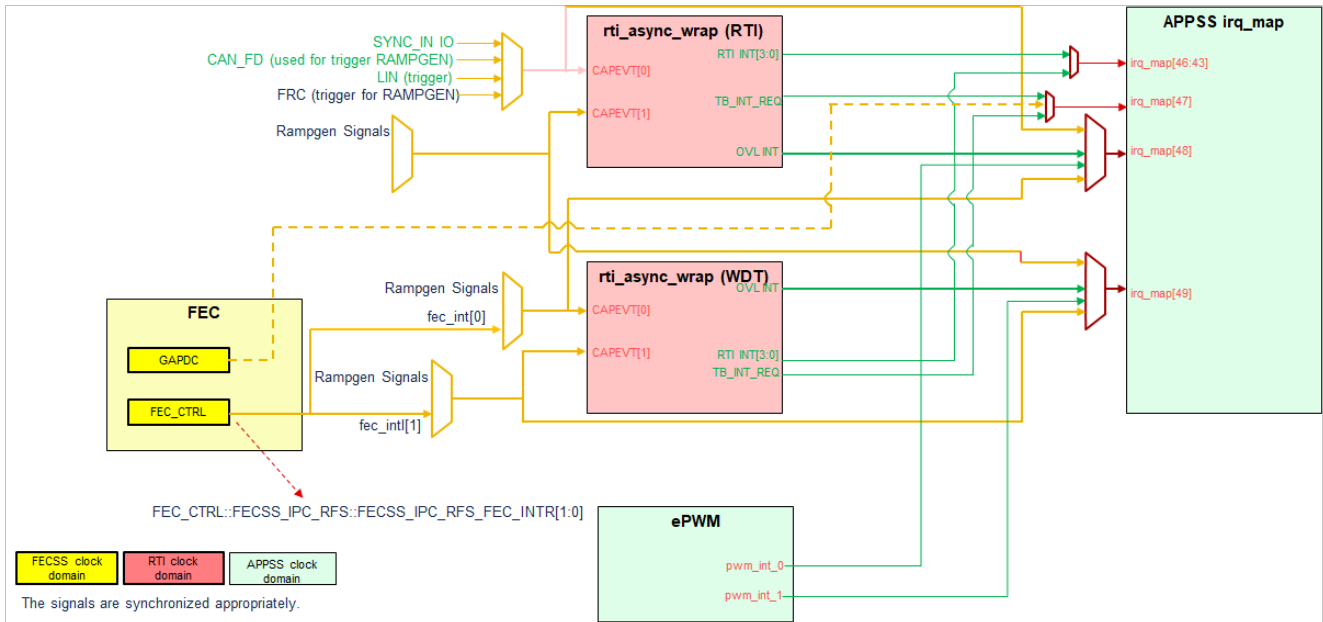 rti_async_wrap (RTI)
APPSS irq_map
SYNC_IN IO
CAN_FD (used for trigger RAMPGEN)
LIN (trigger)
FRC (trigger for RAMPGEN)
Rampgen Signals
CAPEVT[0]
CAPEVT[1]
RTI INT[3:0]
TB_INT_REQ
OVL INT
irq_map[46:43]
irq_map[47]
irq_map[48]
rti_async_wrap (WDT)
OVL INT
CAPEVT[0]
CAPEVT[1]
RTI INT[3:0]
TB_INT_REQ
irq_map[49]
Rampgen Signals
fec_int[0]
Rampgen Signals
fec_intl[1]
FEC
GAPDC
FEC_CTRL
FEC_CTRL::FECSS_IPC_RFS::FECSS_IPC_RFS_FEC_INTR[1:0]
ePWM
pwm_int_0
pwm_int_1
FECSS clock
domain
RTI clock
domain
APPSS clock
domain
The signals are synchronized appropriately.